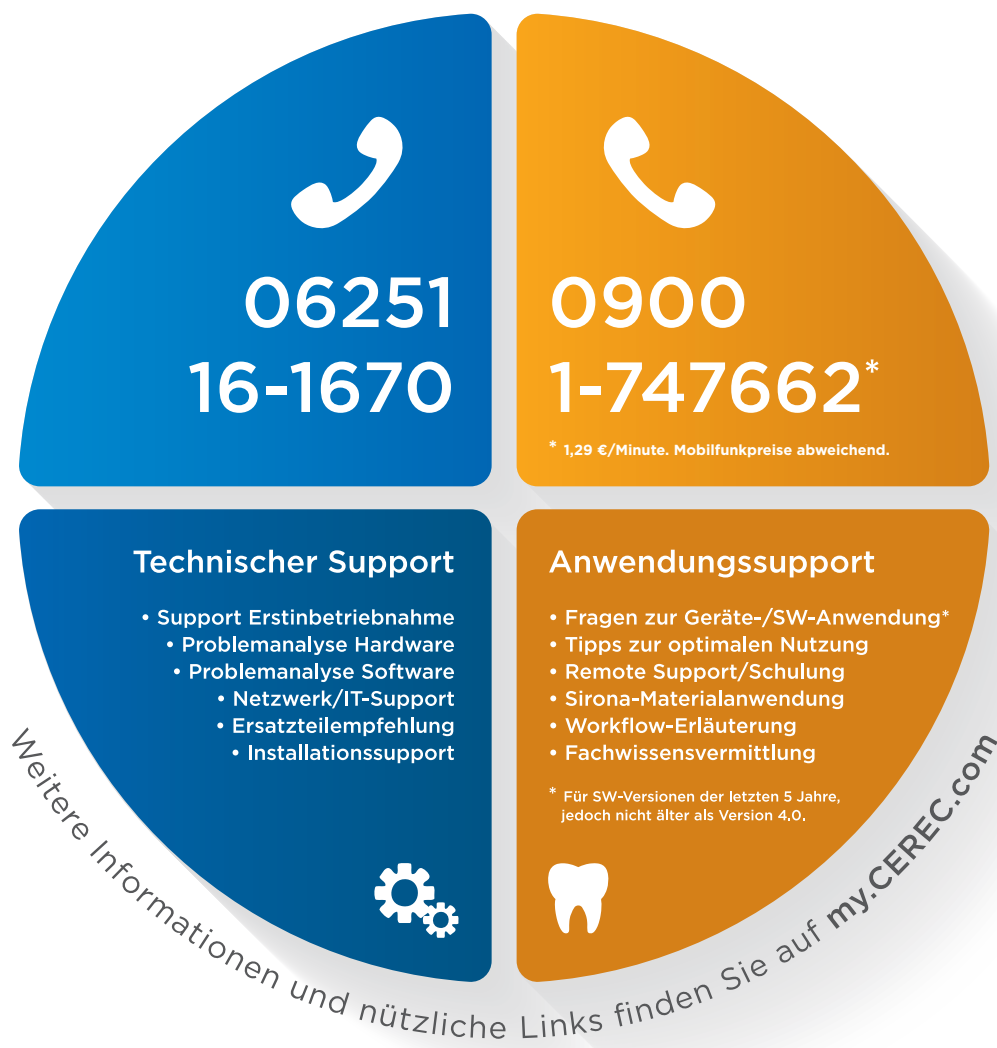 06251
16-1670
0900
1-747662*
* 1,29 €/Minute. Mobilfunkpreise abweichend.
Technischer Support
• Support Erstinbetriebnahme
• Problemanalyse Hardware
• Problemanalyse Software
• Netzwerk/IT-Support
• Ersatzteilempfehlung
• Installationssupport
Anwendungssupport
• Fragen zur Geräte-/SW-Anwendung*
• Tipps zur optimalen Nutzung
• Remote Support/Schulung
• Sirona-Materialanwendung
• Workflow-Erläuterung
• Fachwissensvermittlung
* Für SW-Versionen der letzten 5 Jahre,
jedoch nicht älter als Version 4.0.
Weitere Informationen und nützliche Links finden Sie auf my.CEREC.com